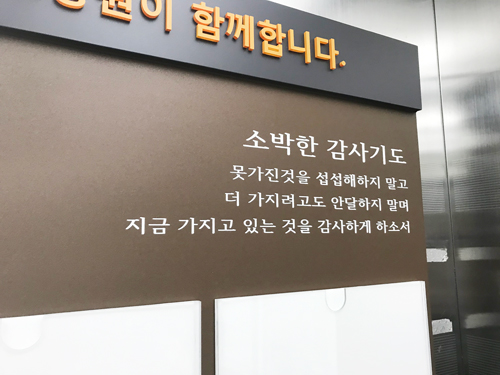 함께합니다.
소박한 감사기도
못가진것을 섭섭해하지 말고
더 가지려고도 안달하지 말며
지금 가지고 있는 것을 감사하게 하소서